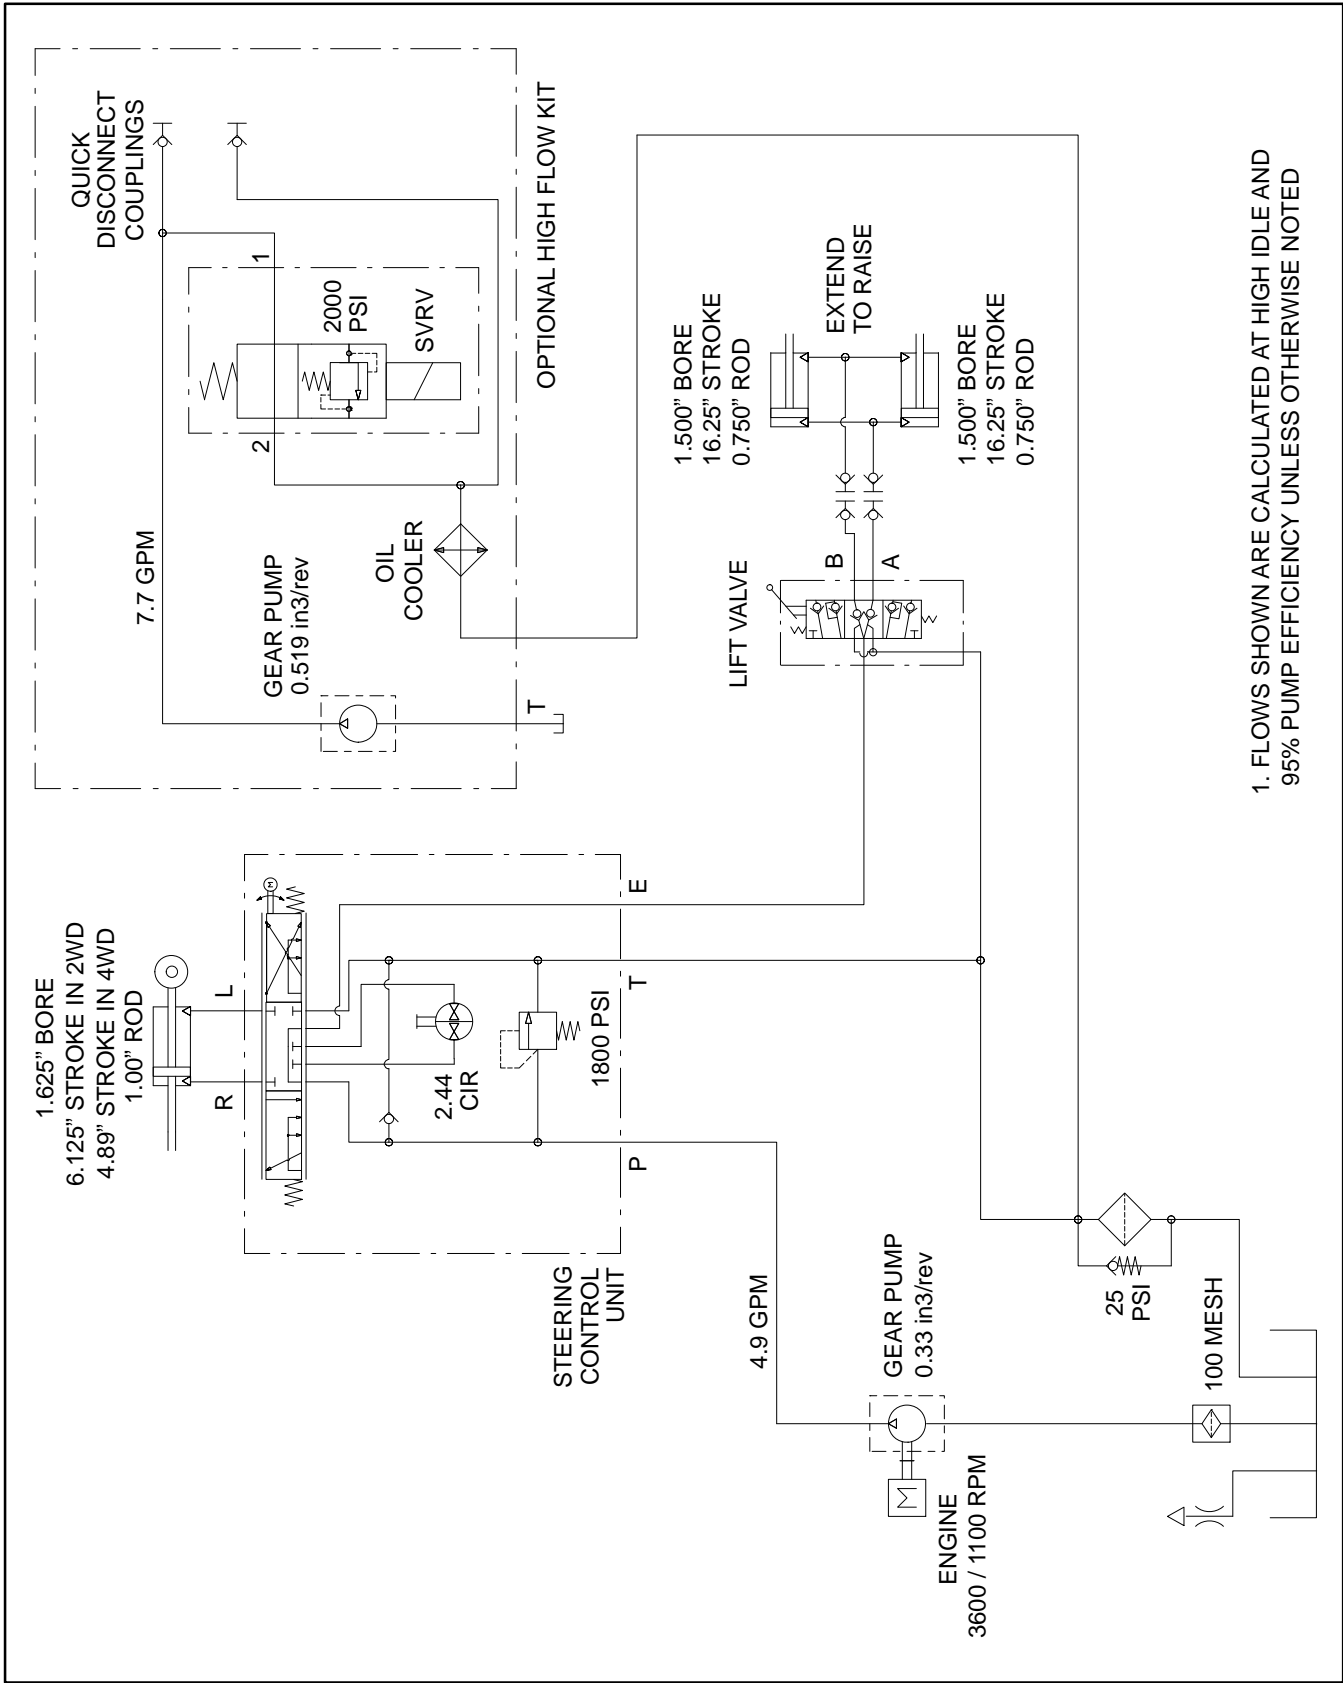 QUICK
DISCONNECT
COUPLINGS
1
2
2000
PSI
SVRV
OPTIONAL HIGH FLOW KIT
7.7 GPM
GEAR PUMP
0.519 in3/rev
OIL
COOLER
T
1.625” BORE
6.125” STROKE IN 2WD
4.89” STROKE IN 4WD
1.00” ROD
R
L
M
2.44
CIR
1800 PSI
P
T
E
STEERING
CONTROL
UNIT
1.500” BORE
16.25” STROKE
0.750” ROD
EXTEND
TO RAISE
1.500” BORE
16.25” STROKE
0.750” ROD
LIFT VALVE
B
A
4.9 GPM
GEAR PUMP
0.33 in3/rev
M
ENGINE
3600 / 1100 RPM
25
PSI
100 MESH
1. FLOWS SHOWN ARE CALCULATED AT HIGH IDLE AND
95% PUMP EFFICIENCY UNLESS OTHERWISE NOTED